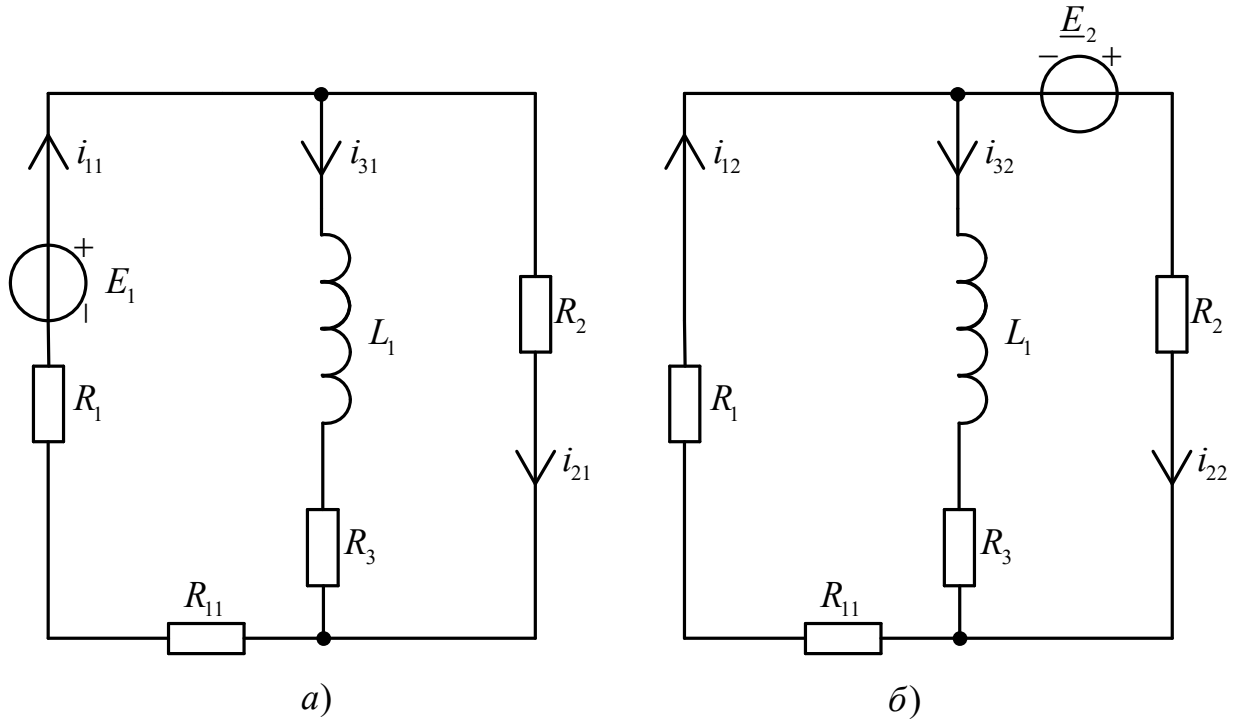 E₂
− +
i₁₁
i₃₁
i₁₂
i₃₂
+
E₁
−
L₁
R₂
L₁
R₂
R₁
R₁
i₂₁
i₂₂
R₃
R₃
R₁₁
R₁₁
а)
б)